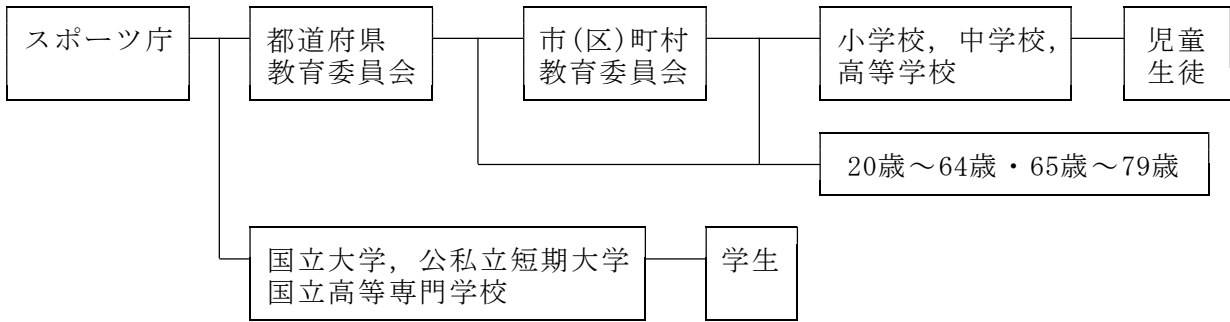 スポーツ庁
都道府県
教育委員会
市(区)町村
教育委員会
小学校，中学校，
高等学校
児童
生徒
20歳～64歳・65歳～79歳
国立大学，公私立短期大学
国立高等専門学校
学生